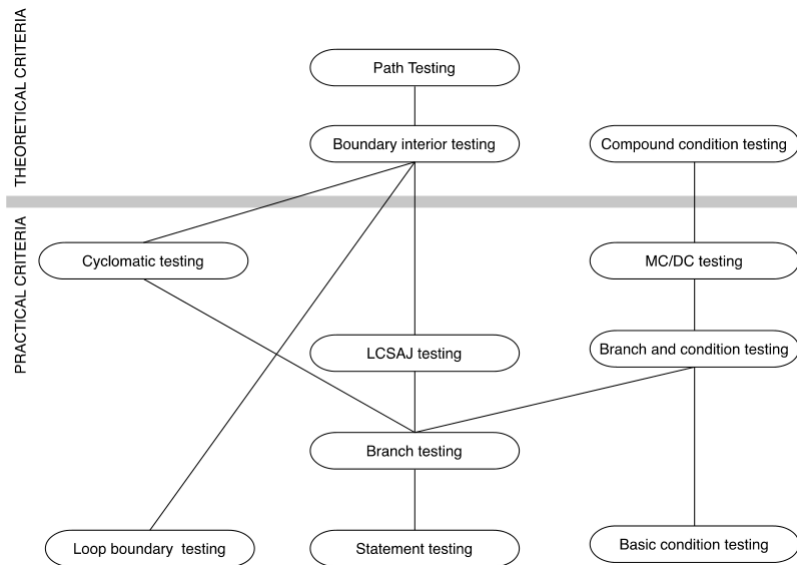 THEORETICAL CRITERIA
Path Testing
Boundary interior testing
Compound condition testing
PRACTICAL CRITERIA
Cyclomatic testing
MC/DC testing
LCSAJ testing
Branch and condition testing
Branch testing
Loop boundary testing
Statement testing
Basic condition testing